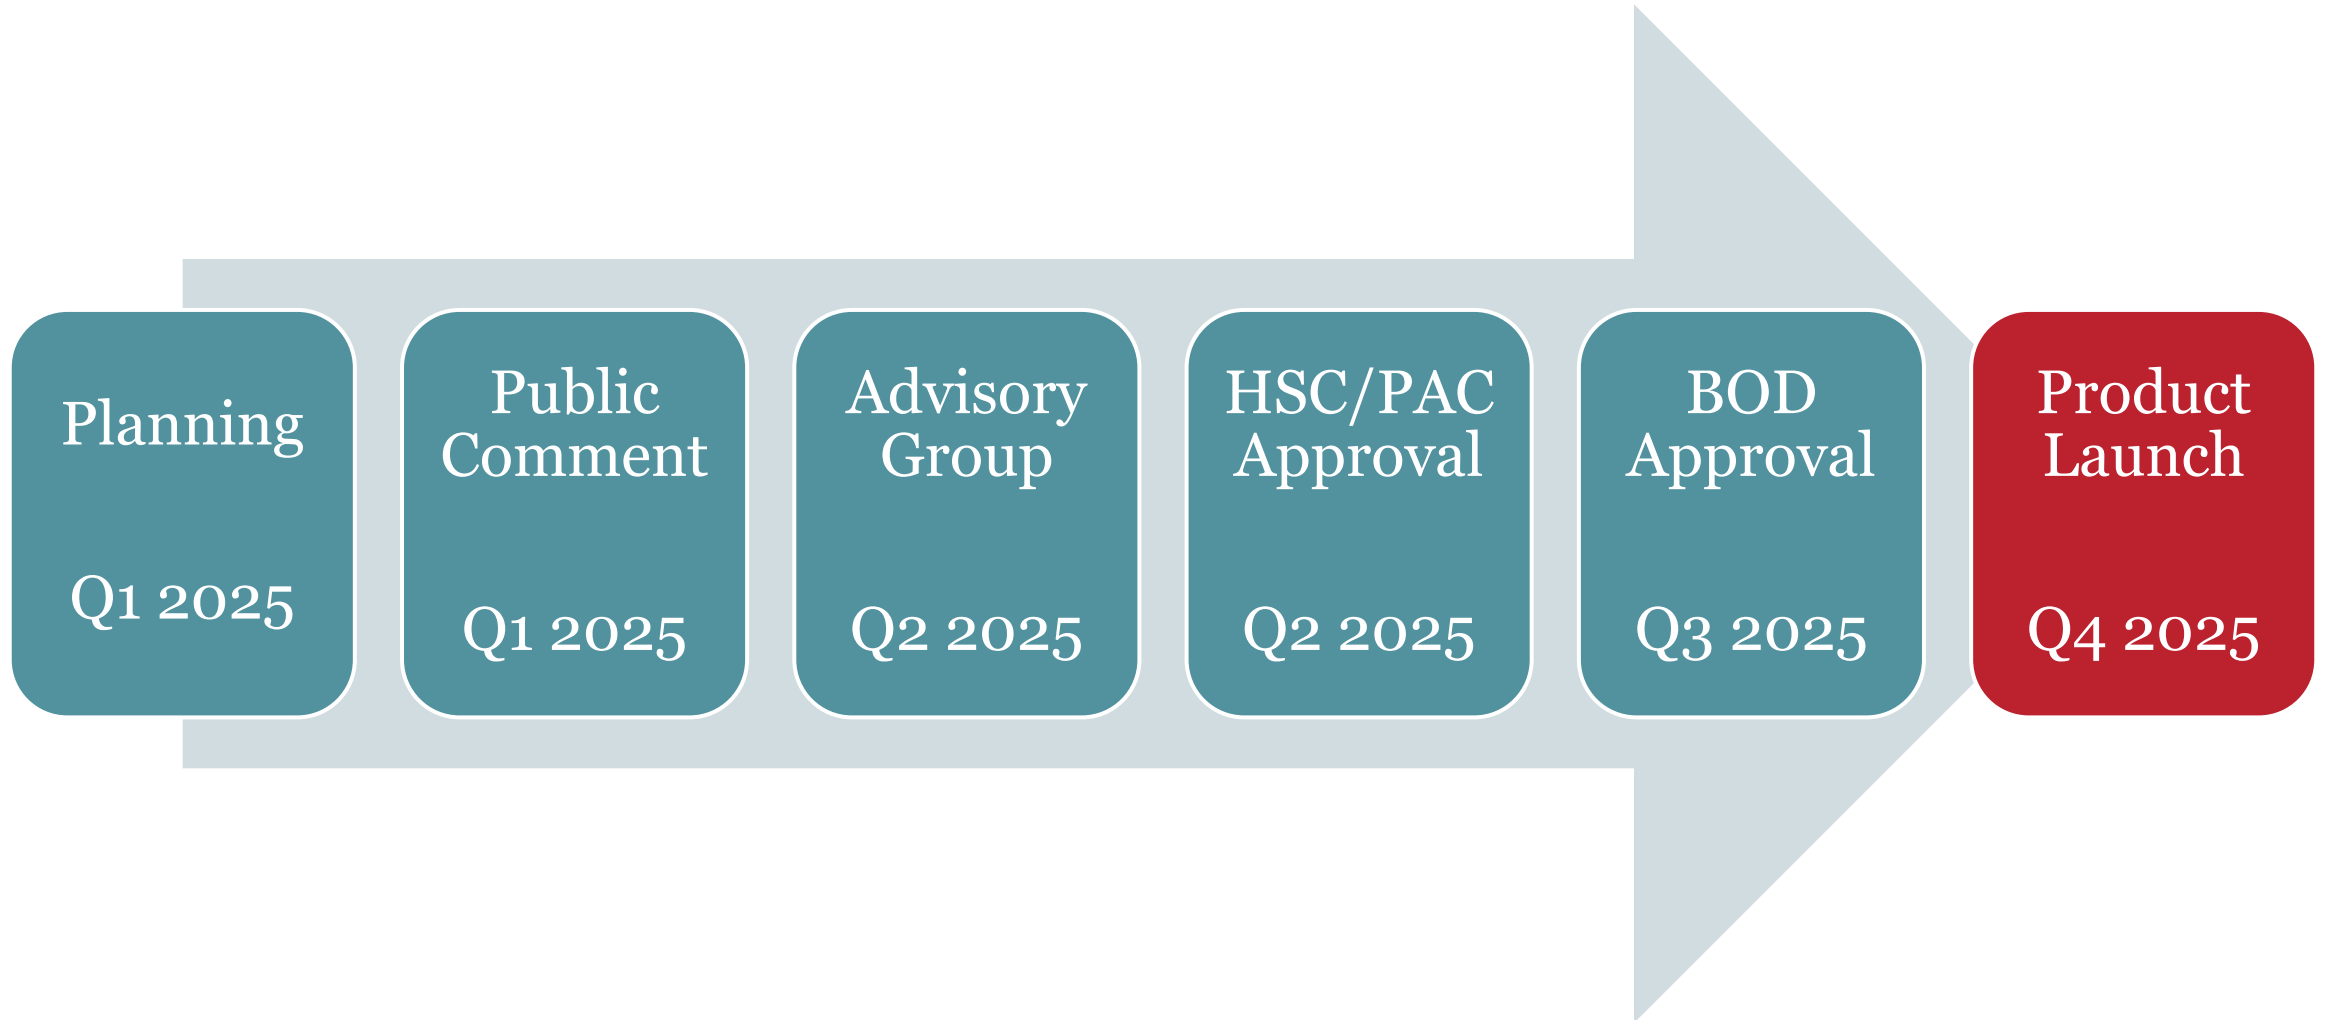 Planning
Q1 2025
Public
Comment
Q1 2025
Advisory
Group
Q2 2025
HSC/PAC
Approval
Q2 2025
BOD
Approval
Q3 2025
Product
Launch
Q4 2025